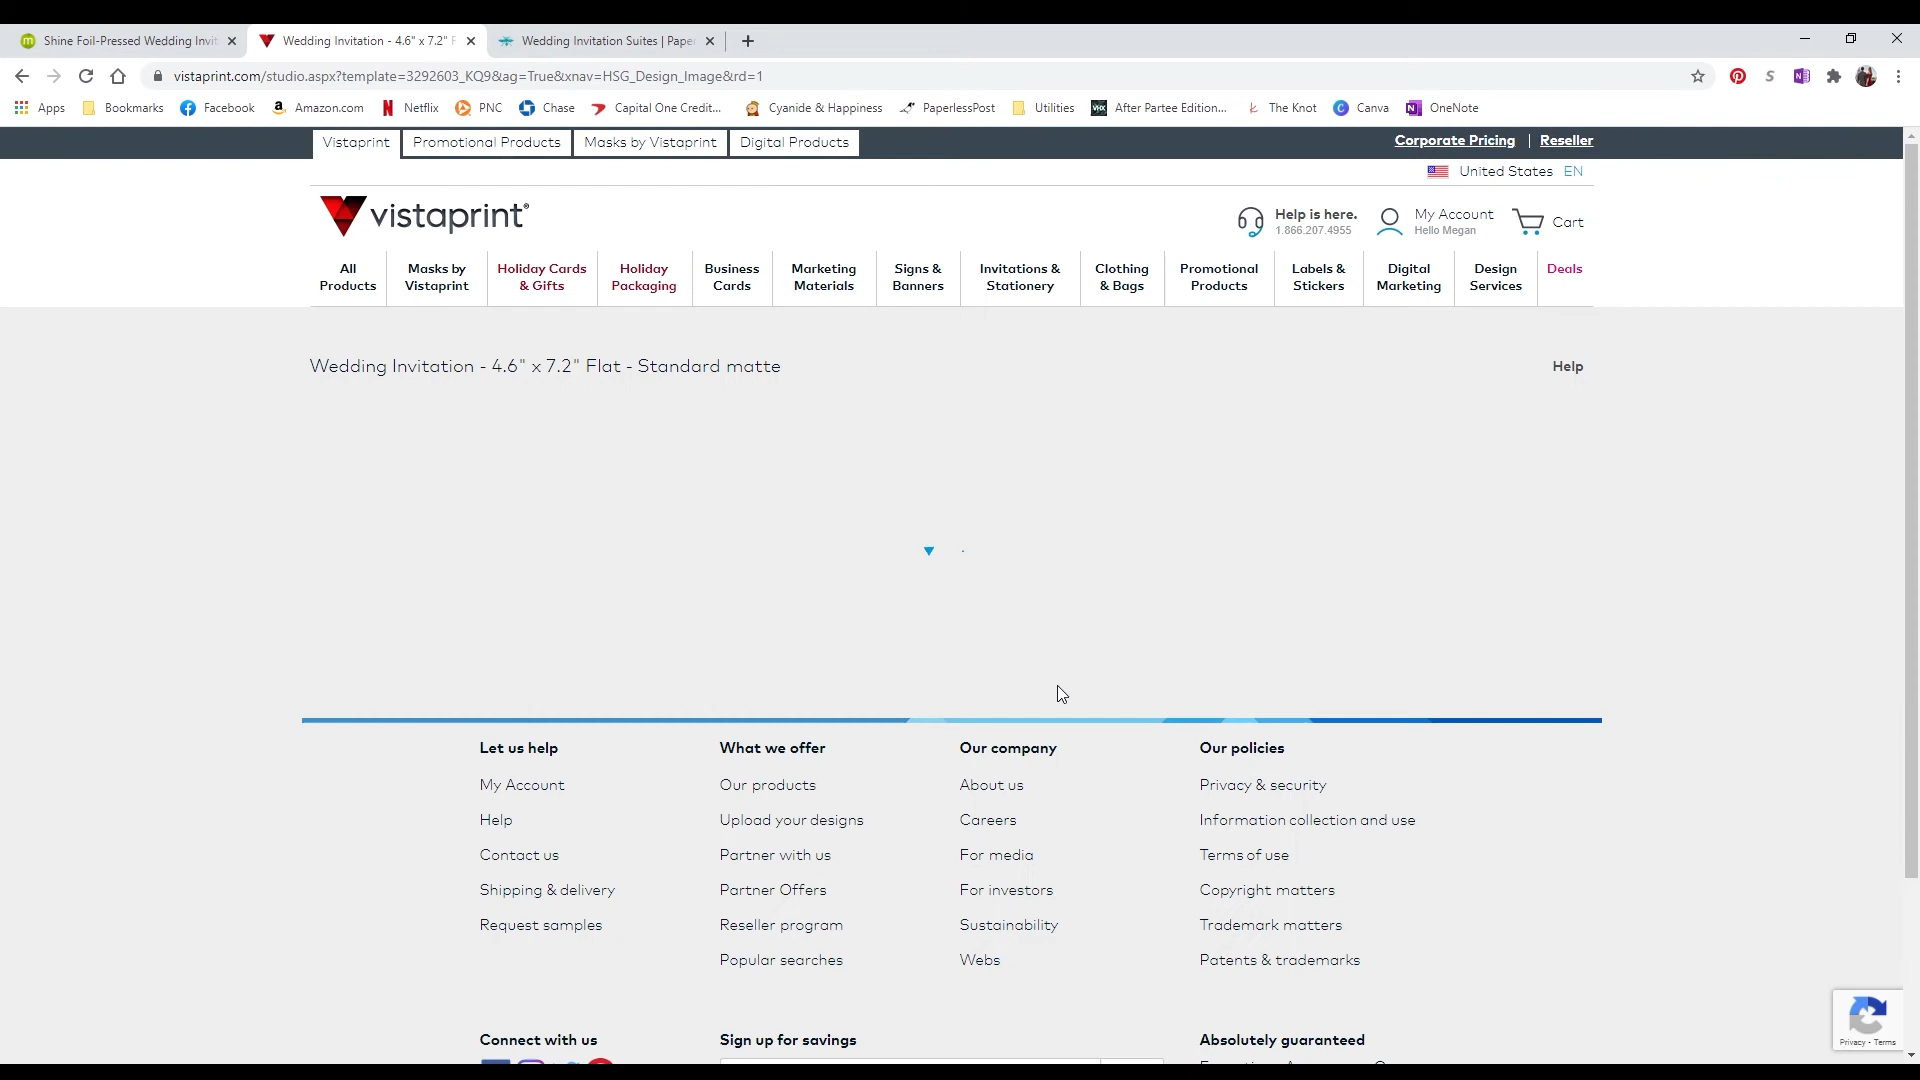 Shine Foil-Pressed Wedding Invit
Wedding Invitation - 4.6" x 7.2" F
Wedding Invitation Suites | Pape
vistaprint.com/studio.aspx?template=3292603_KQ9&ag=True&xnav=HSG_Design_Image&rd=1
Apps Bookmarks Facebook Amazon.com Netflix PNC Chase Capital One Credit... Cyanide & Happiness PaperlessPost Utilities After Partee Edition... The Knot Canva OneNote
Vistaprint Promotional Products Masks by Vistaprint Digital Products Corporate Pricing | Reseller
United States EN
vistaprint®
Help is here.
1.866.207.4955
My Account
Hello Megan
Cart
All Products
Masks by Vistaprint
Holiday Cards & Gifts
Holiday Packaging
Business Cards
Marketing Materials
Signs & Banners
Invitations & Stationery
Clothing & Bags
Promotional Products
Labels & Stickers
Digital Marketing
Design Services
Deals
Wedding Invitation - 4.6" x 7.2" Flat - Standard matte
Help
Let us help
My Account
Help
Contact us
Shipping & delivery
Request samples
What we offer
Our products
Upload your designs
Partner with us
Partner Offers
Reseller program
Popular searches
Our company
About us
Careers
For media
For investors
Sustainability
Webs
Our policies
Privacy & security
Information collection and use
Terms of use
Copyright matters
Trademark matters
Patents & trademarks
Connect with us
Sign up for savings
Absolutely guaranteed
Privacy - Terms